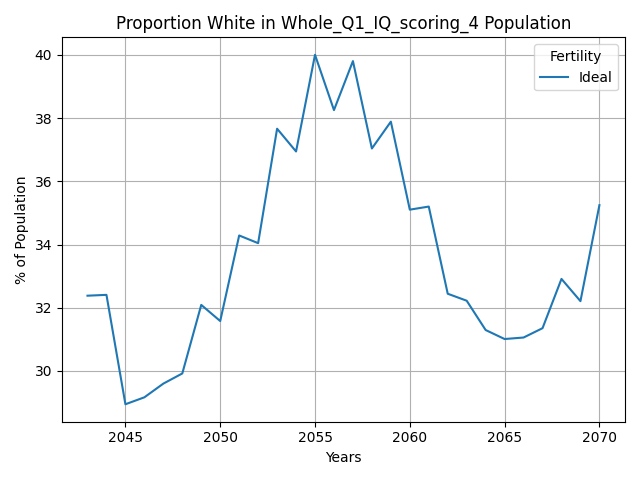 Proportion White in Whole_Q1_IQ_scoring_4 Population
Fertility
Ideal
40
38
36
34
32
30
% of Population
2045 2050 2055 2060 2065 2070
Years